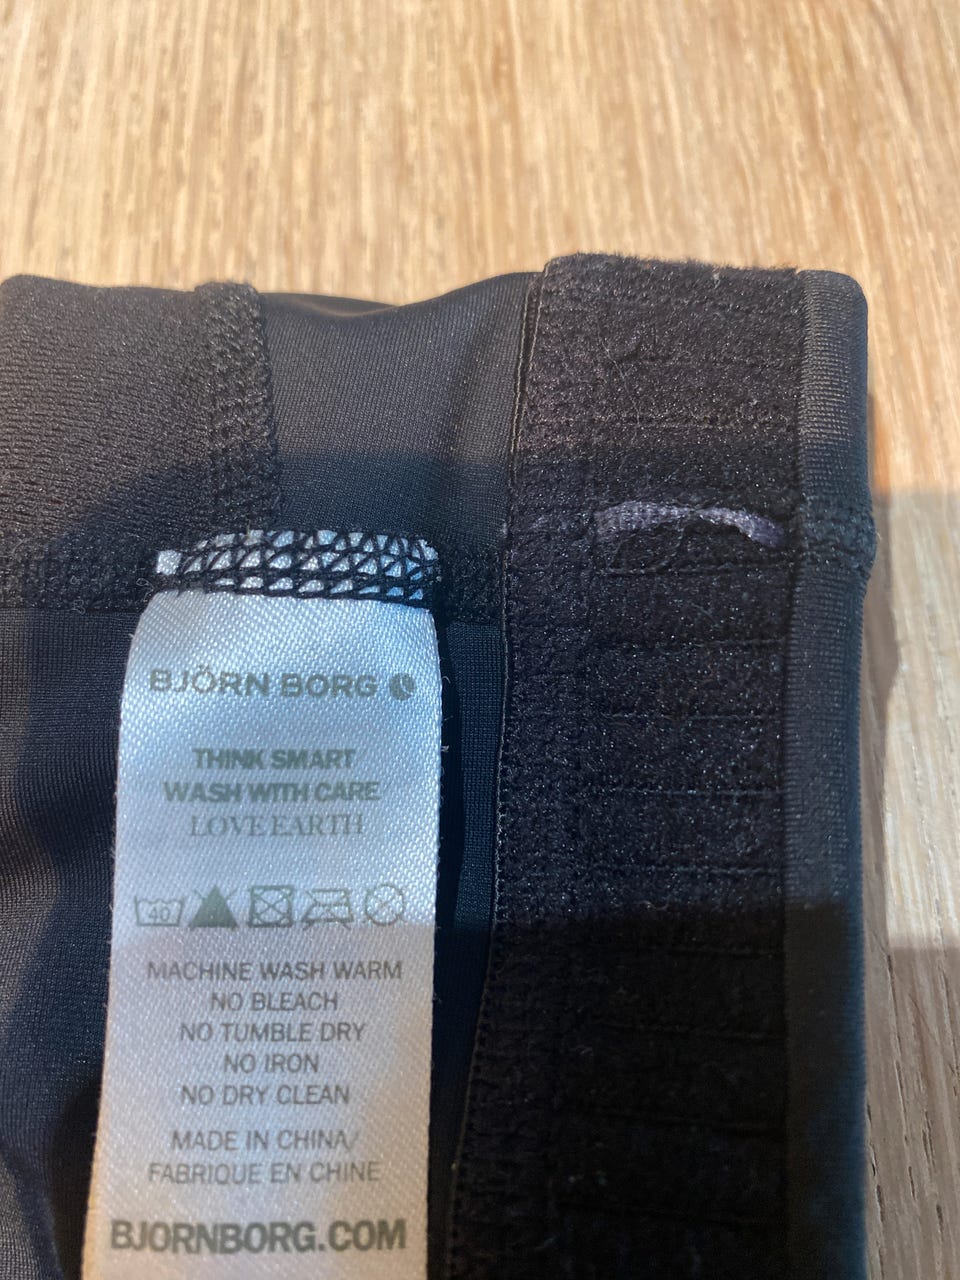 BJÖRN BORG
THINK SMART
WASH WITH CARE
LOVE EARTH
40
MACHINE WASH WARM
NO BLEACH
NO TUMBLE DRY
NO IRON
NO DRY CLEAN
MADE IN CHINA/
FABRIQUE EN CHINE
BJORNBORG.COM